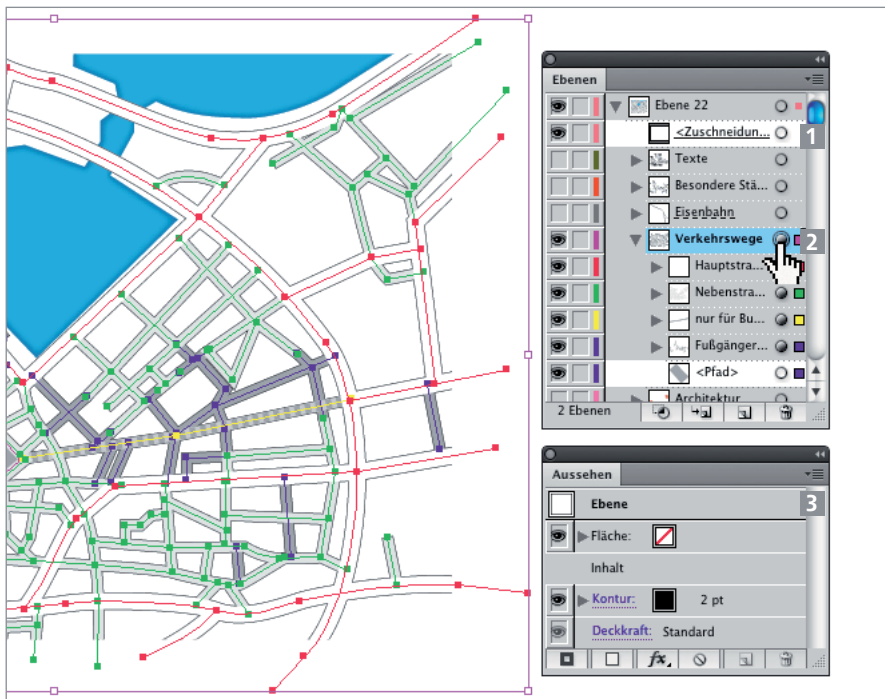 Ebenen
Ebene 22
<Zuschneidun...
1
Texte
Besondere Stä...
Eisenbahn
Verkehrswege
2
Hauptstra...
Nebenstra...
nur für Bu...
Fußgänger...
<Pfad>
Architektur
2 Ebenen
Aussehen
Ebene
3
Fläche:
Inhalt
Kontur: 2 pt
Deckkraft: Standard
fx